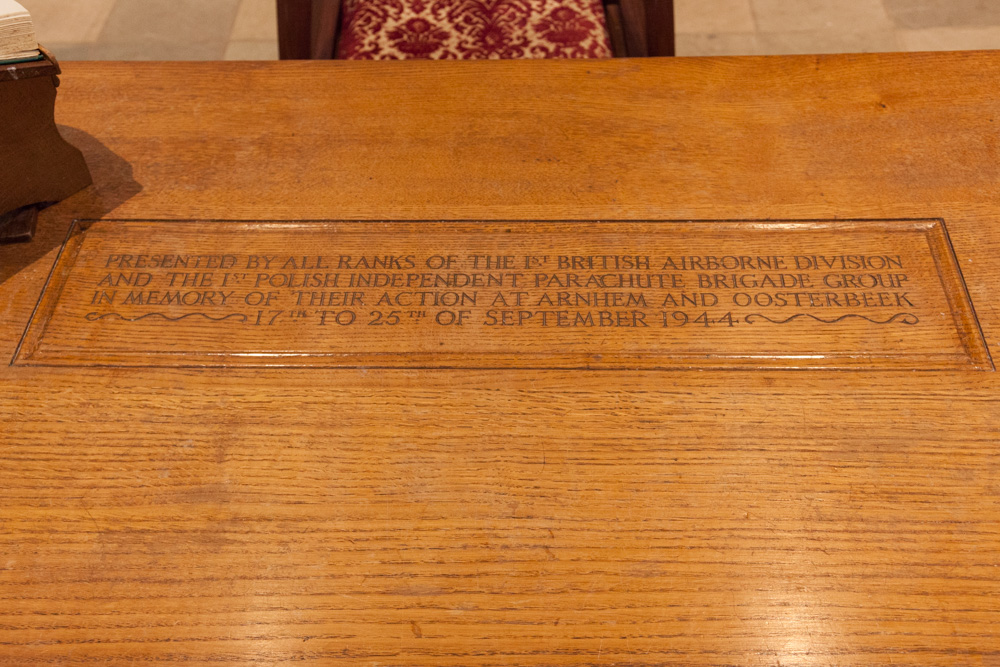 PRESENTED BY ALL RANKS OF THE 1ST BRITISH AIRBORNE DIVISION
AND THE 1ST POLISH INDEPENDENT PARACHUTE BRIGADE GROUP
IN MEMORY OF THEIR ACTION AT ARNHEM AND OOSTERBEEK
17TH TO 25TH OF SEPTEMBER 1944